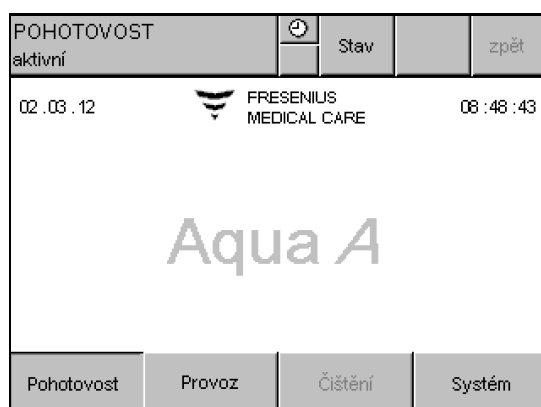 POHOTOVOST
aktivní
Stav
zpět
02.03.12
FRESENIUS
MEDICAL CARE
08:48:43
Aqua A
Pohotovost
Provoz
Čištění
Systém